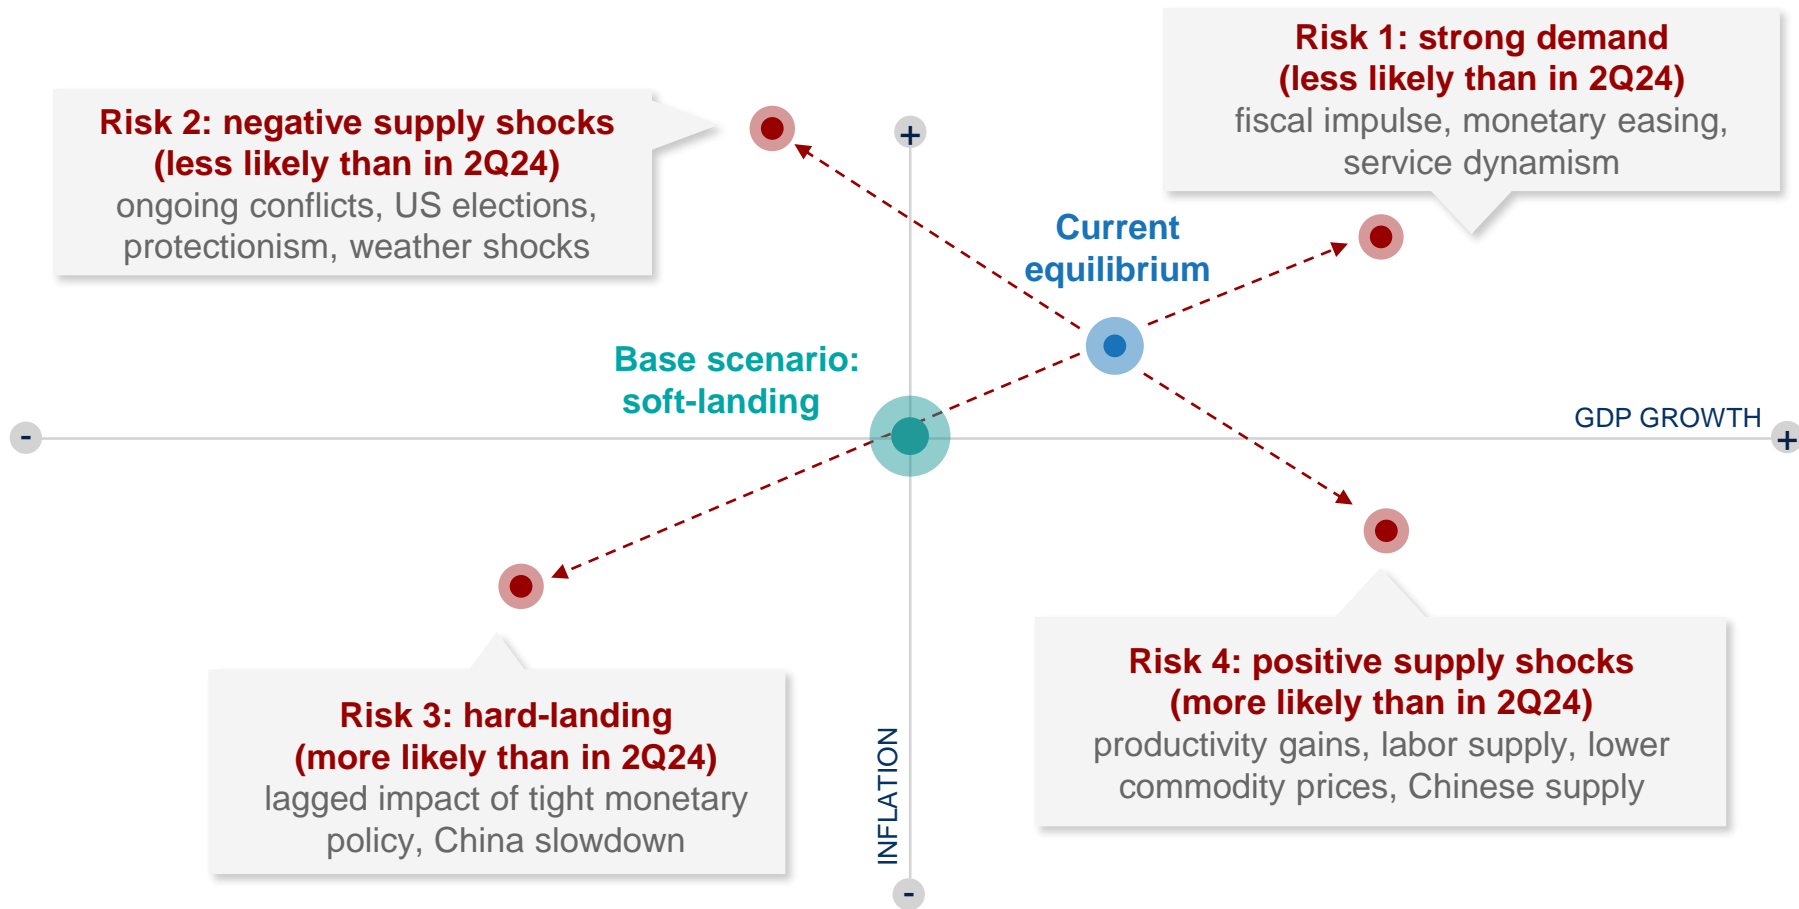 Risk 1: strong demand
(less likely than in 2Q24)
fiscal impulse, monetary easing,
service dynamism
Risk 2: negative supply shocks
(less likely than in 2Q24)
ongoing conflicts, US elections,
protectionism, weather shocks
+
Current
equilibrium
Base scenario:
soft-landing
-
GDP GROWTH
+
Risk 3: hard-landing
(more likely than in 2Q24)
lagged impact of tight monetary
policy, China slowdown
INFLATION
-
Risk 4: positive supply shocks
(more likely than in 2Q24)
productivity gains, labor supply, lower
commodity prices, Chinese supply